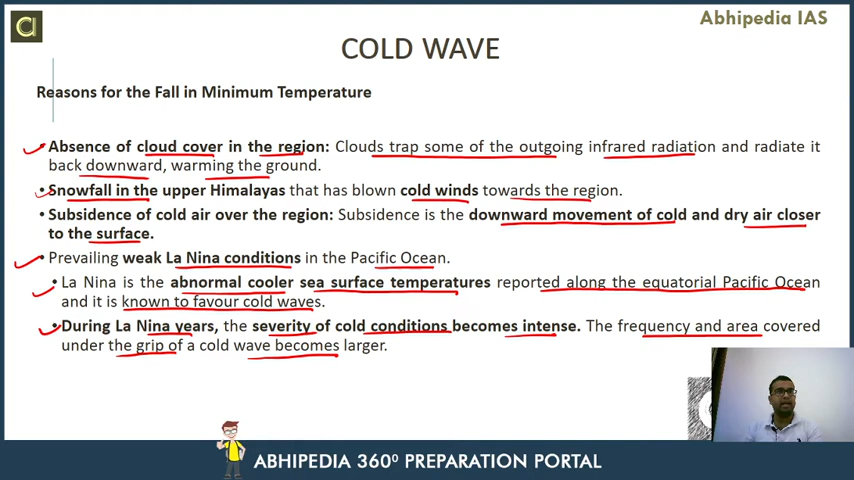 Abhipedia IAS
a
COLD WAVE
Reasons for the Fall in Minimum Temperature
Absence of cloud cover in the region: Clouds trap some of the outgoing infrared radiation and radiate it
back downward, warming the ground.
• Snowfall in the upper Himalayas that has blown cold winds towards the region.
• Subsidence of cold air over the region: Subsidence is the downward movement of cold and dry air closer
to the surface.
• Prevailing weak La Nina conditions in the Pacific Ocean.
• La Nina is the abnormal cooler sea surface temperatures reported along the equatorial Pacific Ocean
and it is known to favour cold waves.
• During La Nina years, the severity of cold conditions becomes intense. The frequency and area covered
under the grip of a cold wave becomes larger.
ABHIPEDIA 360⁰ PREPARATION PORTAL